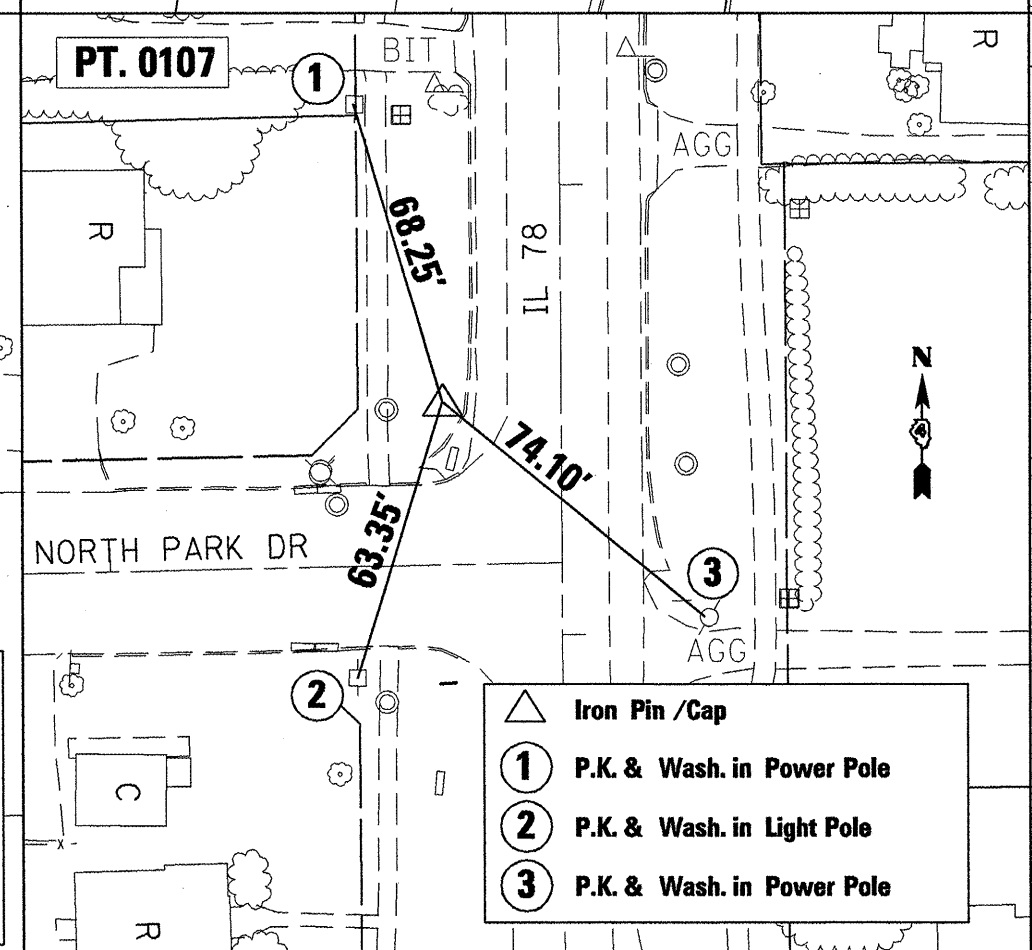 PT. 0107
1
BIT
R
AGG
R
68.25'
IL 78
N
4
74.10'
63.35'
NORTH PARK DR
3
AGG
2
C
R
Iron Pin /Cap
1 P.K. & Wash. in Power Pole
2 P.K. & Wash. in Light Pole
3 P.K. & Wash. in Power Pole